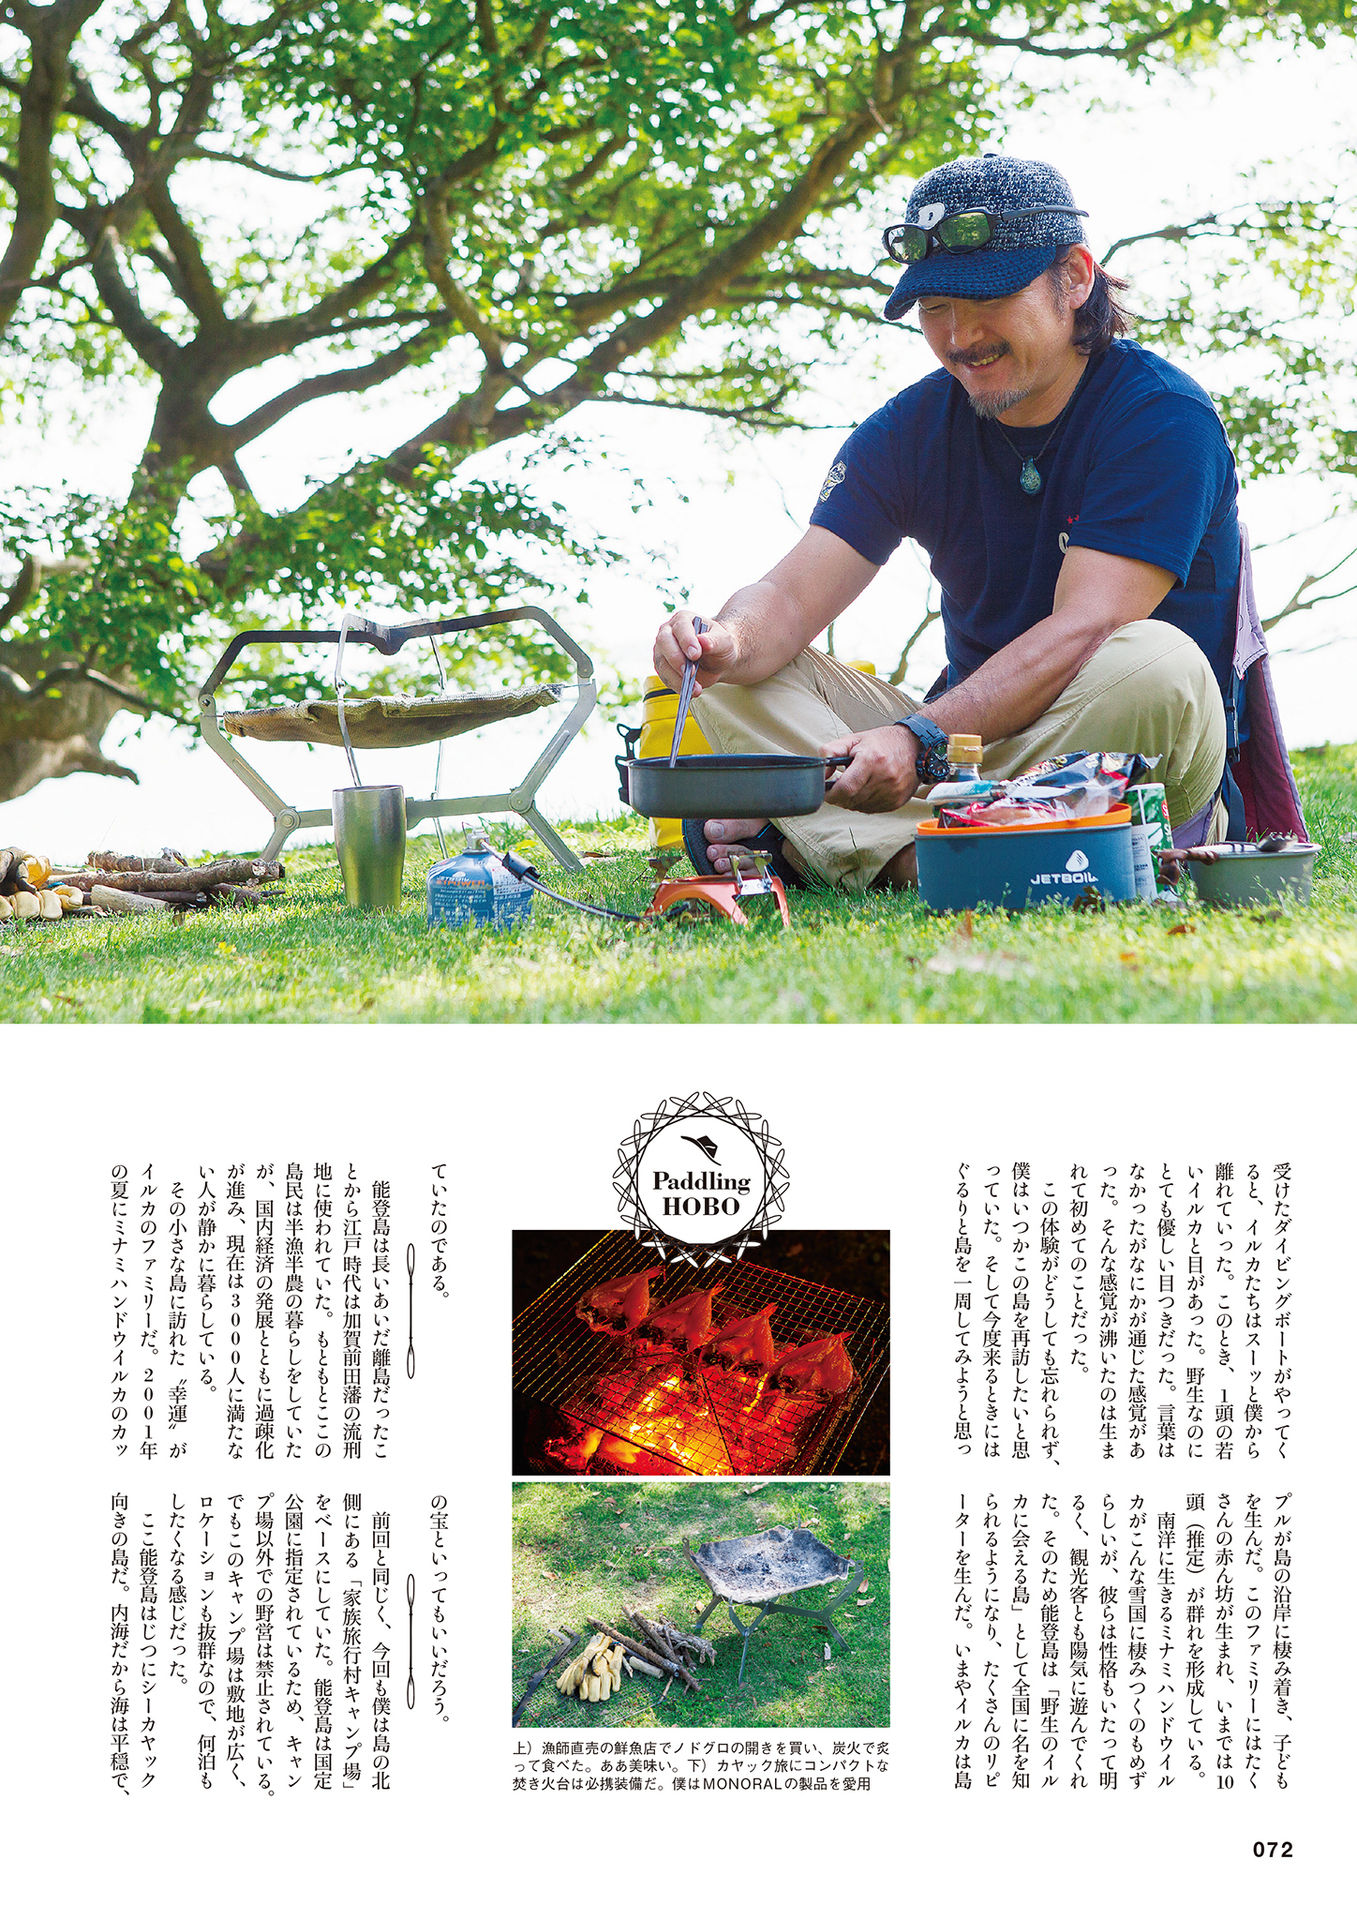 JETBOIL
JETPOWER
Paddling
HOBO
受けたダイビングボートがやってく
ると、イルカたちはスーッと僕から
離れていった。このとき、1頭の若
いイルカと目があった。野生なのに
とても優しい目つきだった。言葉は
なかったがなにかが通じた感覚があ
った。そんな感覚が沸いたのは生ま
れて初めてのことだった。
この体験がどうしても忘れられず、
僕はいつかこの島を再訪したいと思
っていた。そして今度来るときには
ぐるりと島を一周してみようと思っ
ていたのである。
能登島は長いあいだ離島だったこ
とから江戸時代は加賀前田藩の流刑
地に使われていた。もともとここの
島民は半漁半農の暮らしをしていた
が、国内経済の発展とともに過疎化
が進み、現在は3000人に満たな
い人が静かに暮らしている。
その小さな島に訪れた〝幸運〟が
イルカのファミリーだ。2001年
の夏にミナミハンドウイルカのカッ
プルが島の沿岸に棲み着き、子ども
を生んだ。このファミリーにはたく
さんの赤ん坊が生まれ、いまでは10
頭（推定）が群れを形成している。
南洋に生きるミナミハンドウイル
カがこんな雪国に棲みつくのもめず
らしいが、彼らは性格もいたって明
るく、観光客とも陽気に遊んでくれ
た。そのため能登島は「野生のイル
カに会える島」として全国に名を知
られるようになり、たくさんのリピ
ーターを生んだ。いまやイルカは島
の宝といってもいいだろう。
前回と同じく、今回も僕は島の北
側にある「家族旅行村キャンプ場」
をベースにしていた。能登島は国定
公園に指定されているため、キャン
プ場以外での野営は禁止されている。
でもこのキャンプ場は敷地が広く、
ロケーションも抜群なので、何泊も
したくなる感じだった。
ここ能登島はじつにシーカヤック
向きの島だ。内海だから海は平穏で、
上）漁師直売の鮮魚店でノドグロの開きを買い、炭火で炙
って食べた。ああ美味い。下）カヤック旅にコンパクトな
焚き火台は必携装備だ。僕はMONORALの製品を愛用
072